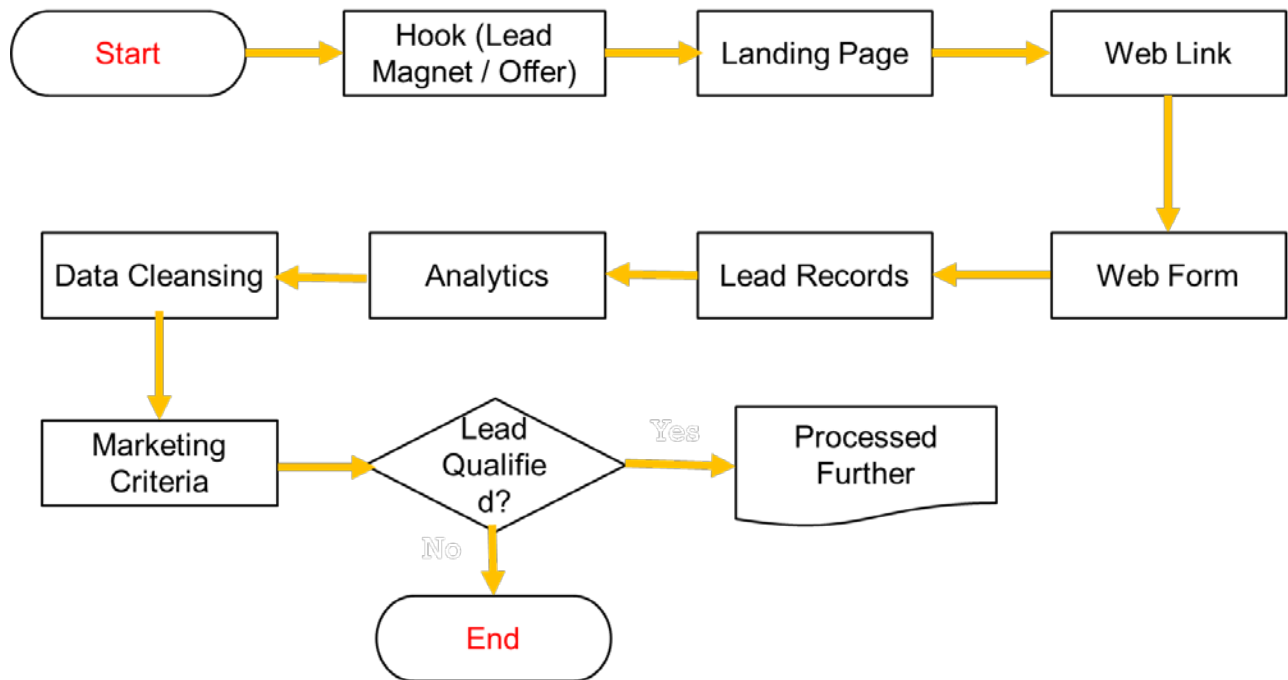 Start
Hook (Lead
Magnet / Offer)
Landing Page
Web Link
Web Form
Lead Records
Analytics
Data Cleansing
Marketing
Criteria
Lead
Qualifie
d?
Yes
Processed
Further
No
End